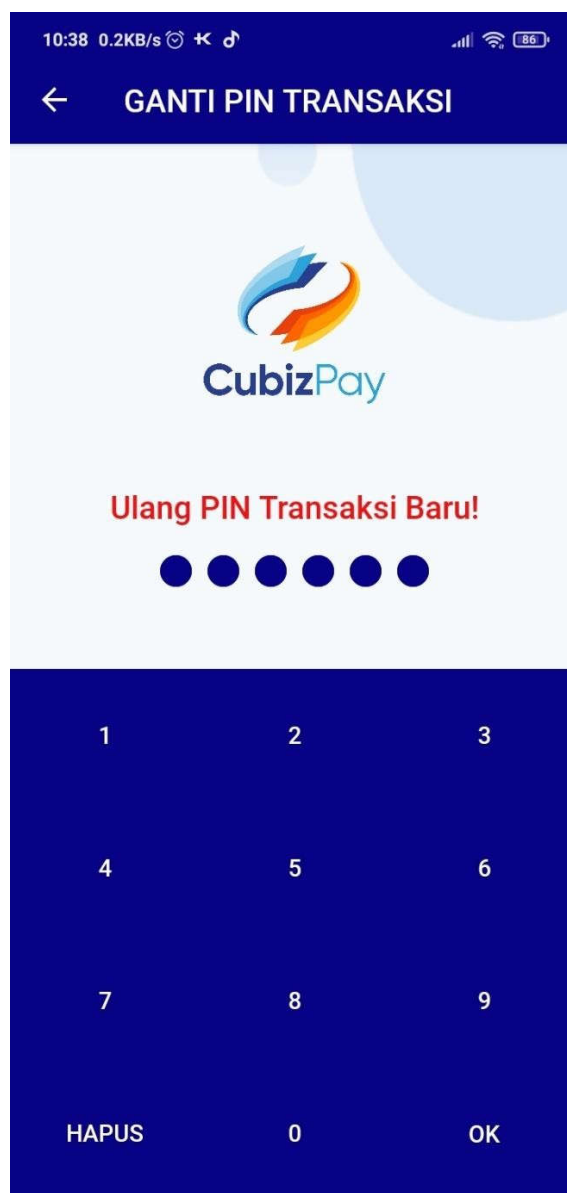 10:38 0.2KB/s 86
GANTI PIN TRANSAKSI
CubizPay
Ulang PIN Transaksi Baru!
1 2 3
4 5 6
7 8 9
HAPUS 0 OK